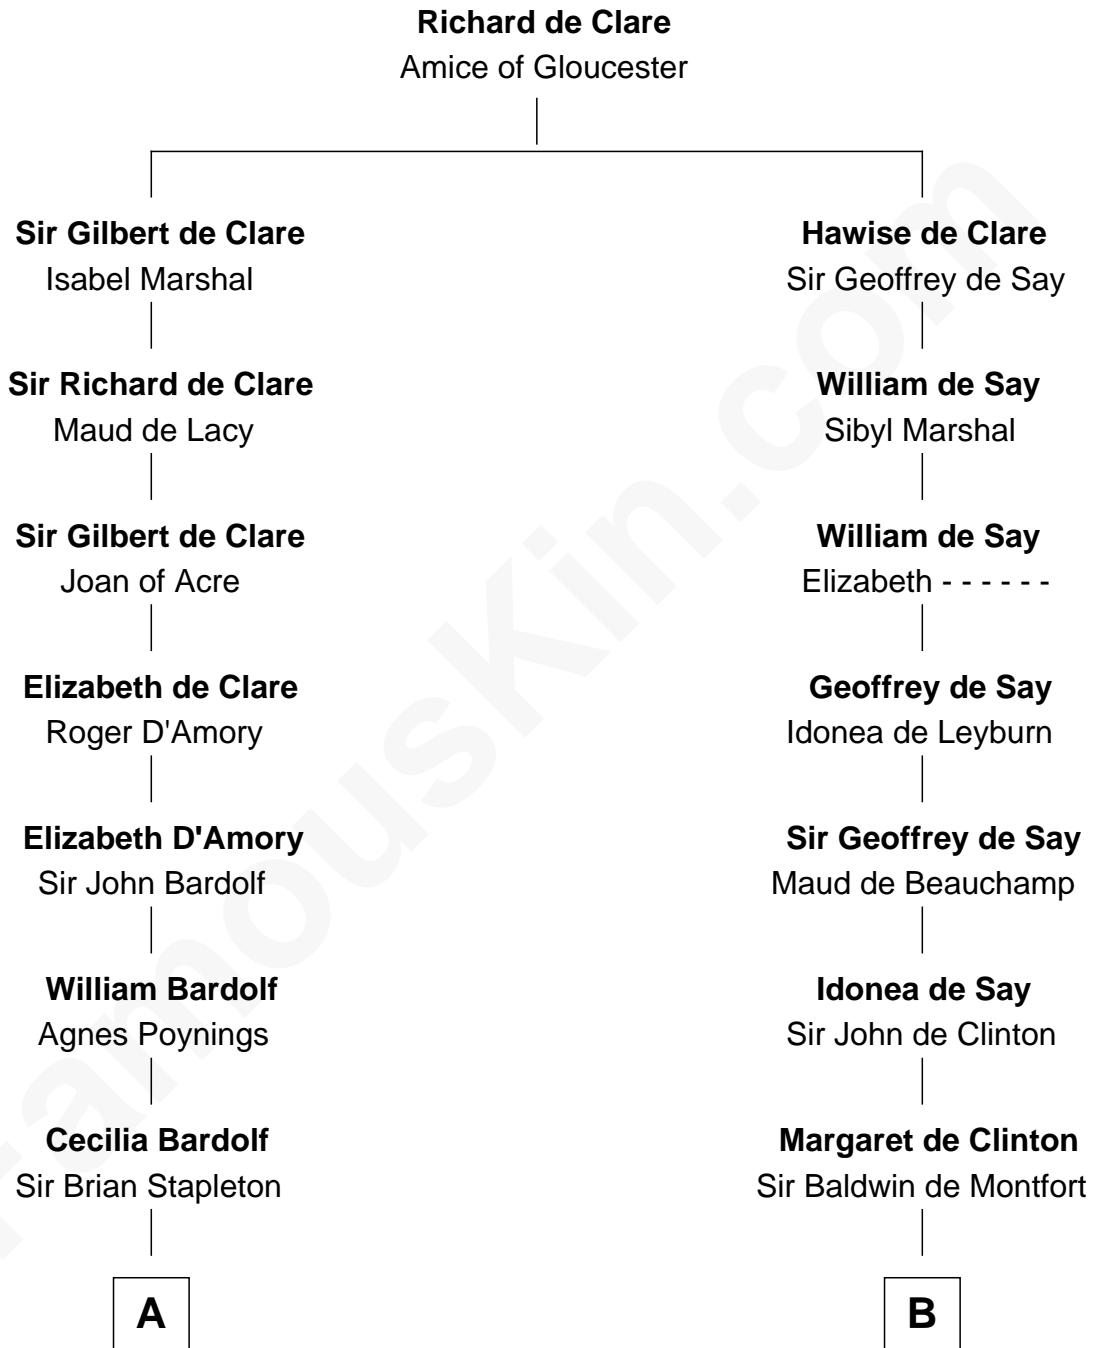 Richard de Clare
Amice of Gloucester
Sir Gilbert de Clare
Isabel Marshal
Hawise de Clare
Sir Geoffrey de Say
Sir Richard de Clare
Maud de Lacy
William de Say
Sibyl Marshal
Sir Gilbert de Clare
Joan of Acre
William de Say
Elizabeth - - - - - -
Elizabeth de Clare
Roger D'Amory
Geoffrey de Say
Idonea de Leyburn
Elizabeth D'Amory
Sir John Bardolf
Sir Geoffrey de Say
Maud de Beauchamp
William Bardolf
Agnes Poynings
Idonea de Say
Sir John de Clinton
Cecilia Bardolf
Sir Brian Stapleton
Margaret de Clinton
Sir Baldwin de Montfort
A
B
FamousKin.com